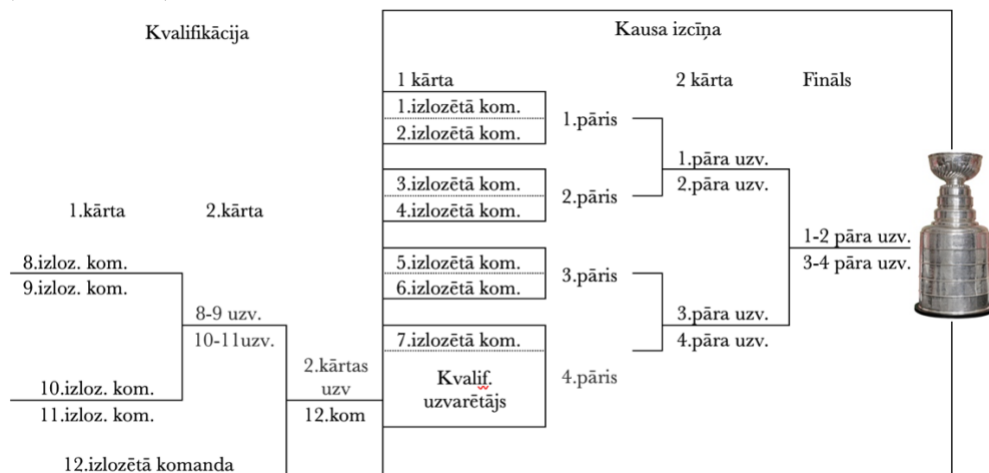 Kvalifikācija
Kausa izcīņa
1 kārta
2 kārta
Fināls
1.izlozētā kom.
2.izlozētā kom.
1.pāris
3.izlozētā kom.
4.izlozētā kom.
2.pāris
1.pāra uzv.
2.pāra uzv.
1.kārta
2.kārta
5.izlozētā kom.
6.izlozētā kom.
3.pāris
1-2 pāra uzv.
3-4 pāra uzv.
8.izloz. kom.
9.izloz. kom.
8-9 uzv.
10-11uzv.
7.izlozētā kom.
Kvalif.
uzvarētājs
4.pāris
3.pāra uzv.
4.pāra uzv.
10.izloz. kom.
11.izloz. kom.
2.kārtas
uzv
12.kom
12.izlozētā komanda